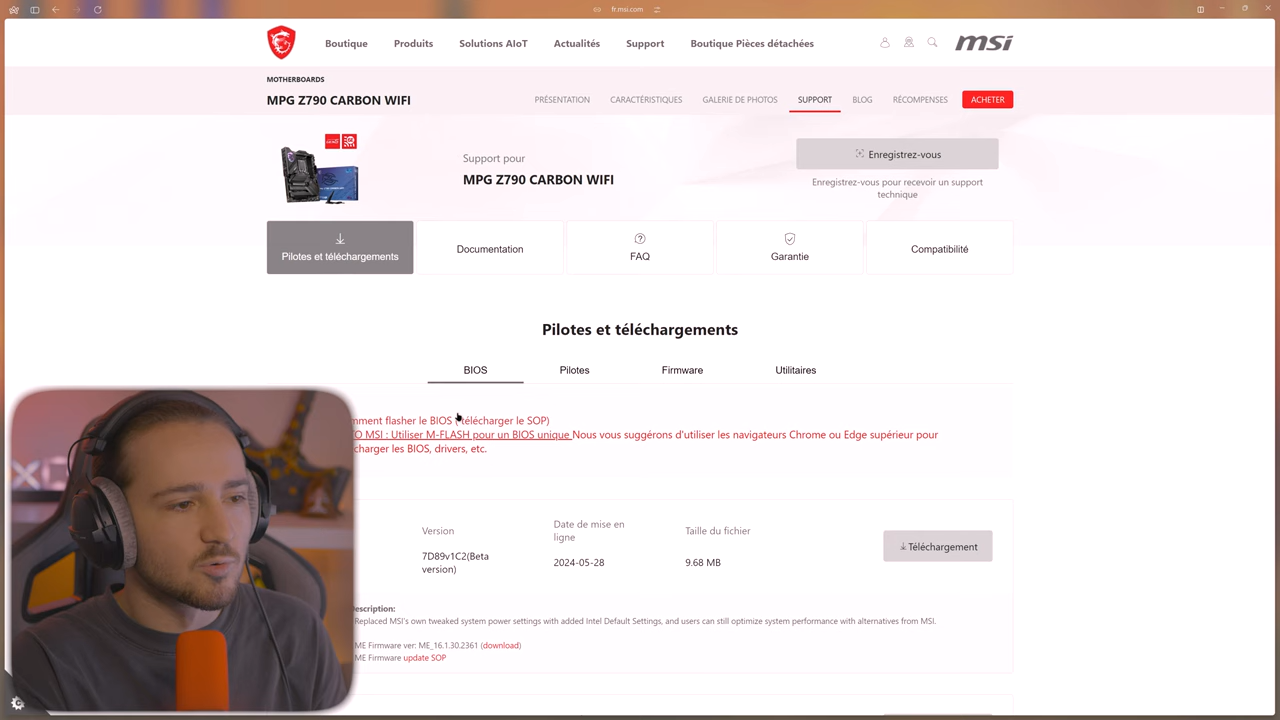 fr.msi.com
Boutique
Produits
Solutions AIoT
Actualités
Support
Boutique Pièces détachées
msi
MOTHERBOARDS
MPG Z790 CARBON WIFI
PRÉSENTATION
CARACTÉRISTIQUES
GALERIE DE PHOTOS
SUPPORT
BLOG
RÉCOMPENSES
ACHETER
Support pour
MPG Z790 CARBON WIFI
Enregistrez-vous
Enregistrez-vous pour recevoir un support
technique
Pilotes et téléchargements
Documentation
FAQ
Garantie
Compatibilité
Pilotes et téléchargements
BIOS
Pilotes
Firmware
Utilitaires
mment flasher le BIOS ( télécharger le SOP)
TO MSI : Utiliser M-FLASH pour un BIOS unique Nous vous suggérons d'utiliser les navigateurs Chrome ou Edge supérieur pour
charger les BIOS, drivers, etc.
Version
7D89v1C2(Beta
version)
Date de mise en
ligne
2024-05-28
Taille du fichier
9.68 MB
Téléchargement
escription:
Replaced MSI's own tweaked system power settings with added Intel Default Settings, and users can still optimize system performance with alternatives from MSI.
ME Firmware ver: ME_16.1.30.2361 (download)
ME Firmware update SOP